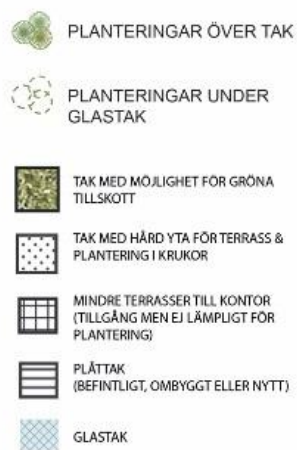 PLANTERINGAR ÖVER TAK
PLANTERINGAR UNDER
GLASTAK
TAK MED MÖJLIGHET FÖR GRÖNA
TILLSKOTT
TAK MED HÅRD YTA FÖR TERRASS &
PLANTERING I KRUKOR
MINDRE TERRASSER TILL KONTOR
(TILLGÅNG MEN EJ LÄMPLIGT FÖR
PLANTERING)
PLÅTTAK
(BEFINTLIGT, OMBYGGT ELLER NYTT)
GLASTAK